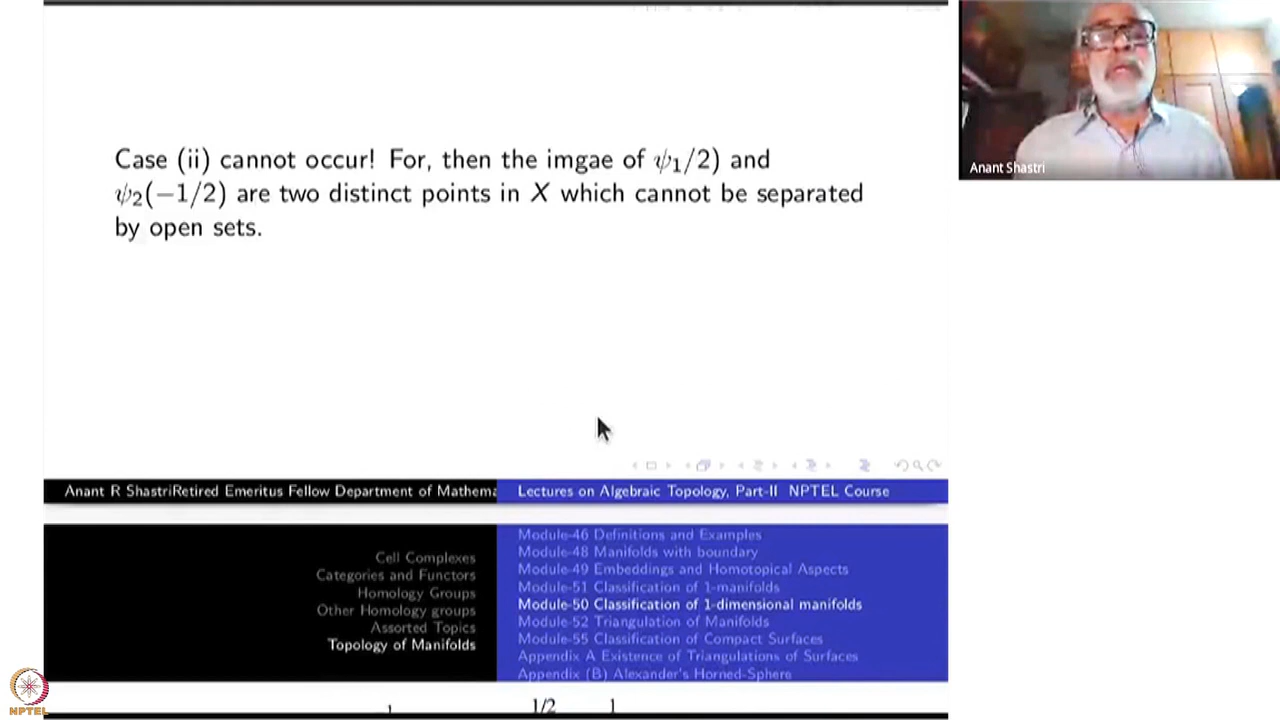 Case (ii) cannot occur! For, then the imgae of ψ₁/2) and
ψ₂(−1/2) are two distinct points in X which cannot be separated
by open sets.
Anant Shastri
Anant R ShastriRetired Emeritus Fellow Department of Mathema
Lectures on Algebraic Topology, Part-II NPTEL Course
Cell Complexes
Categories and Functors
Homology Groups
Other Homology groups
Assorted Topics
Topology of Manifolds
Module-46 Definitions and Examples
Module-48 Manifolds with boundary
Module-49 Embeddings and Homotopical Aspects
Module-51 Classification of 1-manifolds
Module-50 Classification of 1-dimensional manifolds
Module-52 Triangulation of Manifolds
Module-55 Classification of Compact Surfaces
Appendix A Existence of Triangulations of Surfaces
Appendix (B) Alexander's Horned-Sphere
NPTEL
1/2 1